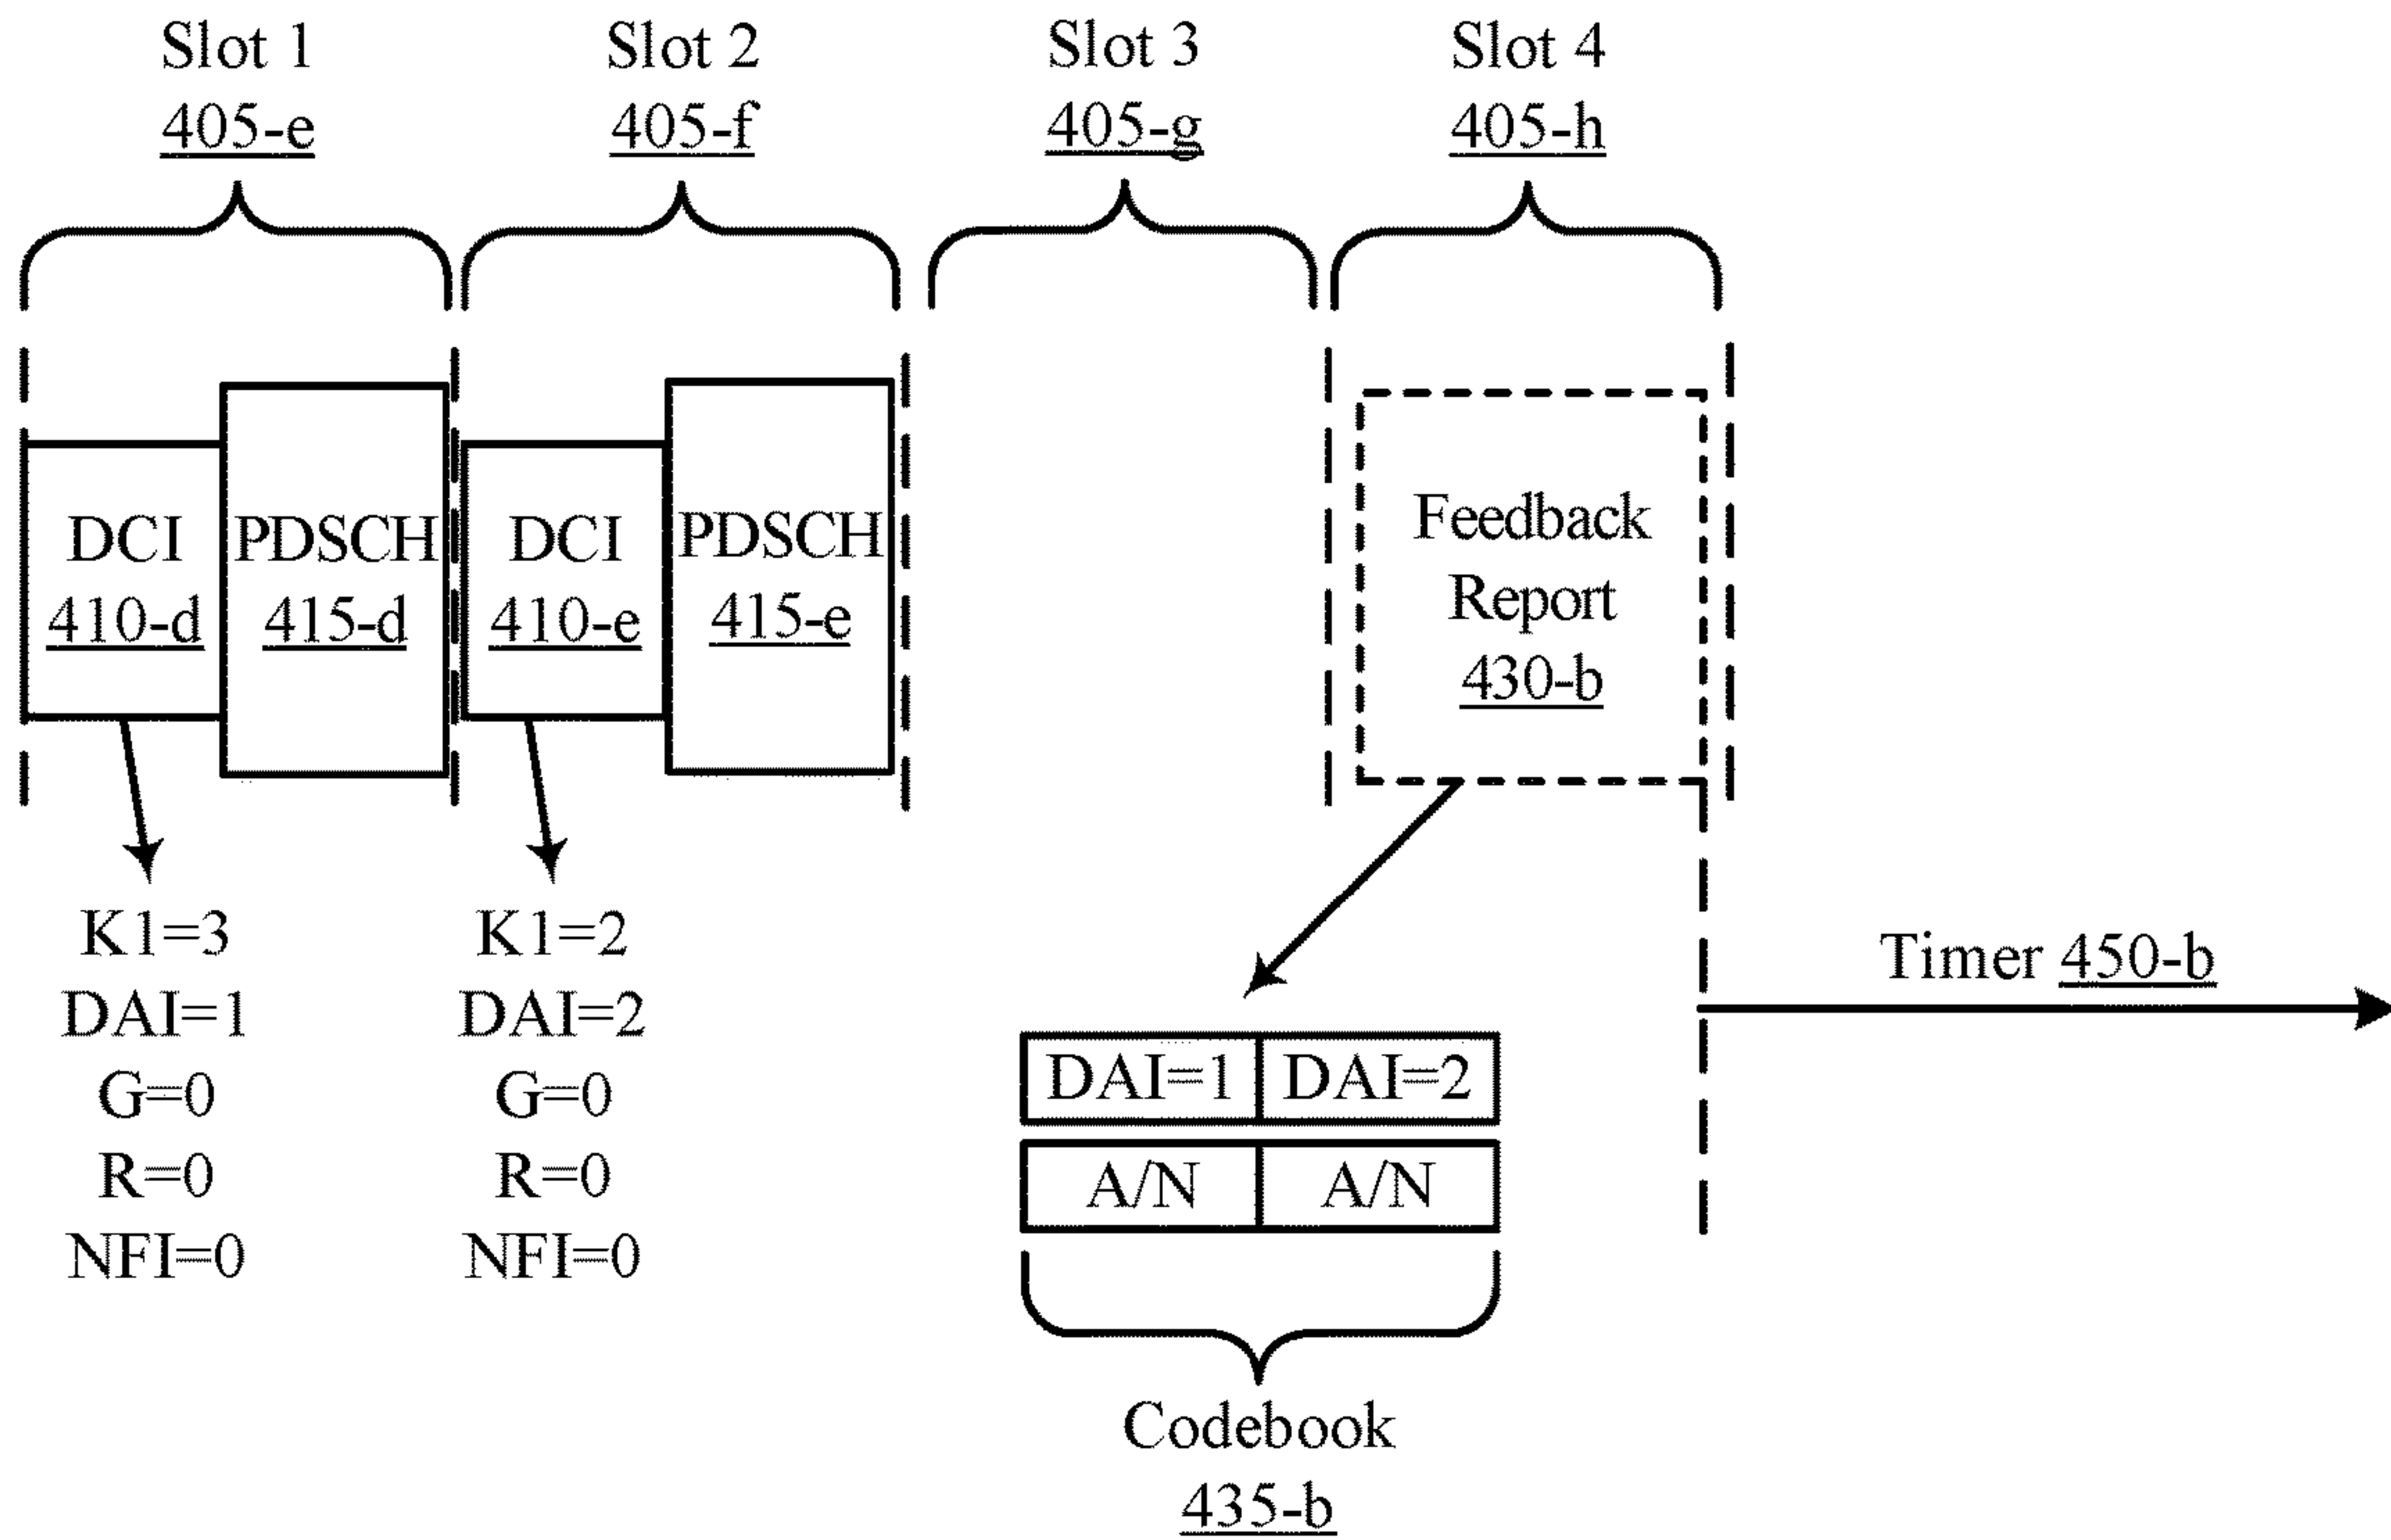 Slot 1
405-e
Slot 2
405-f
Slot 3
405-g
Slot 4
405-h
DCI
410-d
PDSCH
415-d
DCI
410-e
PDSCH
415-e
Feedback
Report
430-b
K1=3
DAI=1
G=0
R=0
NFI=0
K1=2
DAI=2
G=0
R=0
NFI=0
Timer 450-b
DAI=1
DAI=2
A/N
A/N
Codebook
435-b